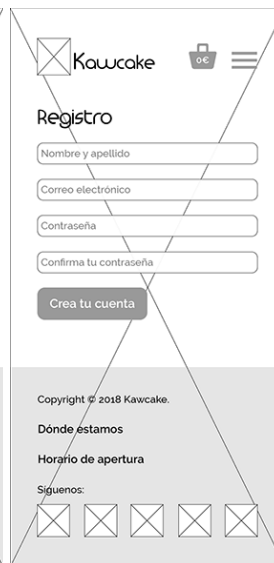 Kawcake
0€
Registro
Nombre y apellido
Correo electrónico
Contraseña
Confirma tu contraseña
Crea tu cuenta
Copyright © 2018 Kawcake.
Dónde estamos
Horario de apertura
Síguenos: